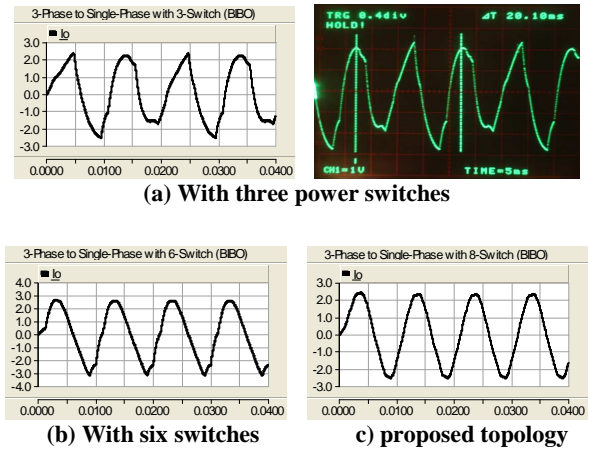 3-Phase to Single-Phase with 3-Switch (BIBO)
Io
3.0
2.0
1.0
0.0
-1.0
-2.0
-3.0
0.0000 0.0100 0.0200 0.0300 0.0400
TRG 0.4div ΔT 20.10ms
HOLD!
CH1=1V TIME=5ms
(a) With three power switches
3-Phase to Single-Phase with 6-Switch (BIBO)
Io
4.0
3.0
2.0
1.0
0.0
-1.0
-2.0
-3.0
-4.0
0.0000 0.0100 0.0200 0.0300 0.0400
3-Phase to Single-Phase with 8-Switch (BIBO)
Io
3.0
2.0
1.0
0.0
-1.0
-2.0
-3.0
0.0000 0.0100 0.0200 0.0300 0.0400
(b) With six switches
c) proposed topology